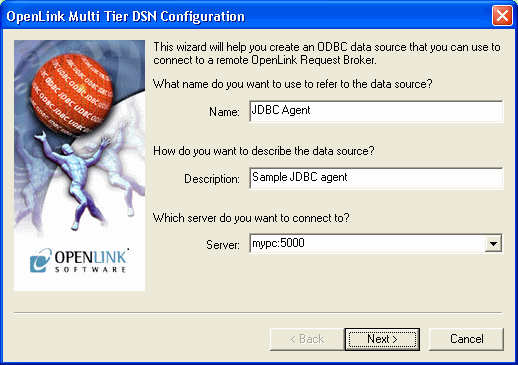 OpenLink Multi Tier DSN Configuration
This wizard will help you create an ODBC data source that you can use to
connect to a remote OpenLink Request Broker.
What name do you want to use to refer to the data source?
Name: JDBC Agent
How do you want to describe the data source?
Description: Sample JDBC agent
Which server do you want to connect to?
Server: mypc:5000
OPENLINK
SOFTWARE
< Back Next > Cancel